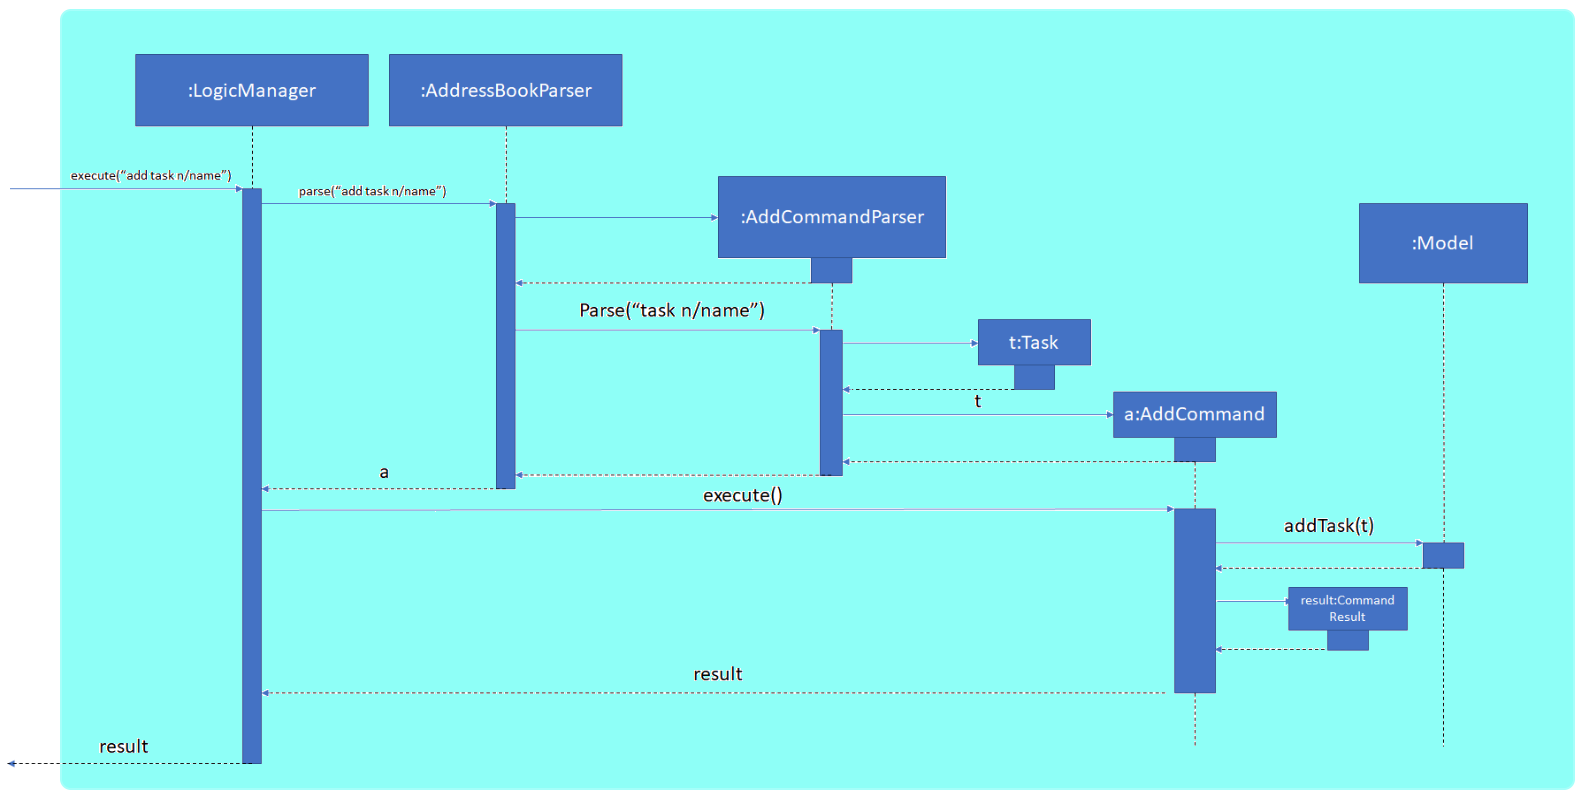 :LogicManager
:AddressBookParser
execute(“add task n/name”)
parse(“add task n/name”)
:AddCommandParser
:Model
Parse(“task n/name”)
t:Task
t
a:AddCommand
a
execute()
addTask(t)
result:Command
Result
result
result